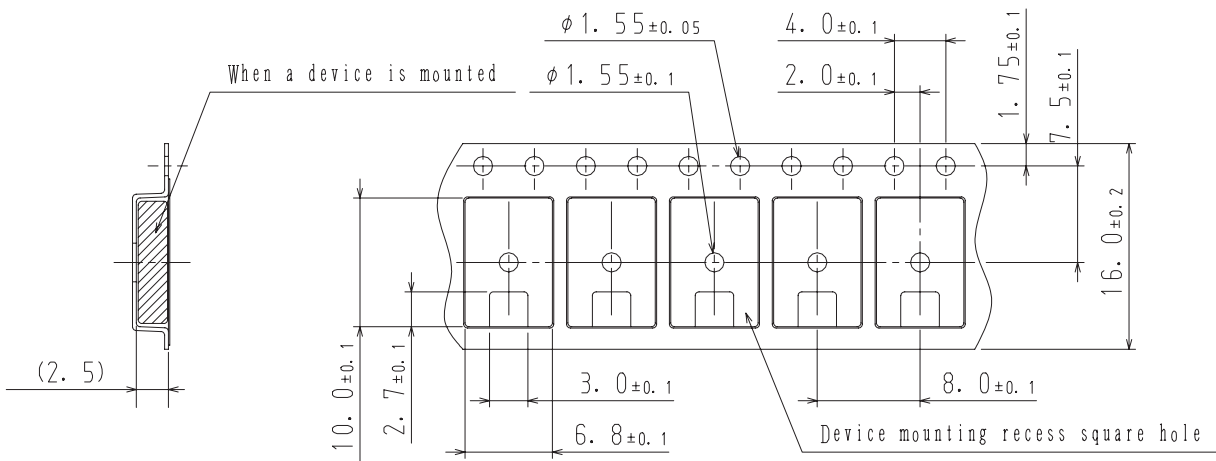 φ1.55±0.05
4.0±0.1
When a device is mounted
φ1.55±0.1
2.0±0.1
1.75±0.1
7.5±0.1
16.0±0.2
(2.5)
10.0±0.1
2.7±0.1
3.0±0.1
8.0±0.1
6.8±0.1
Device mounting recess square hole